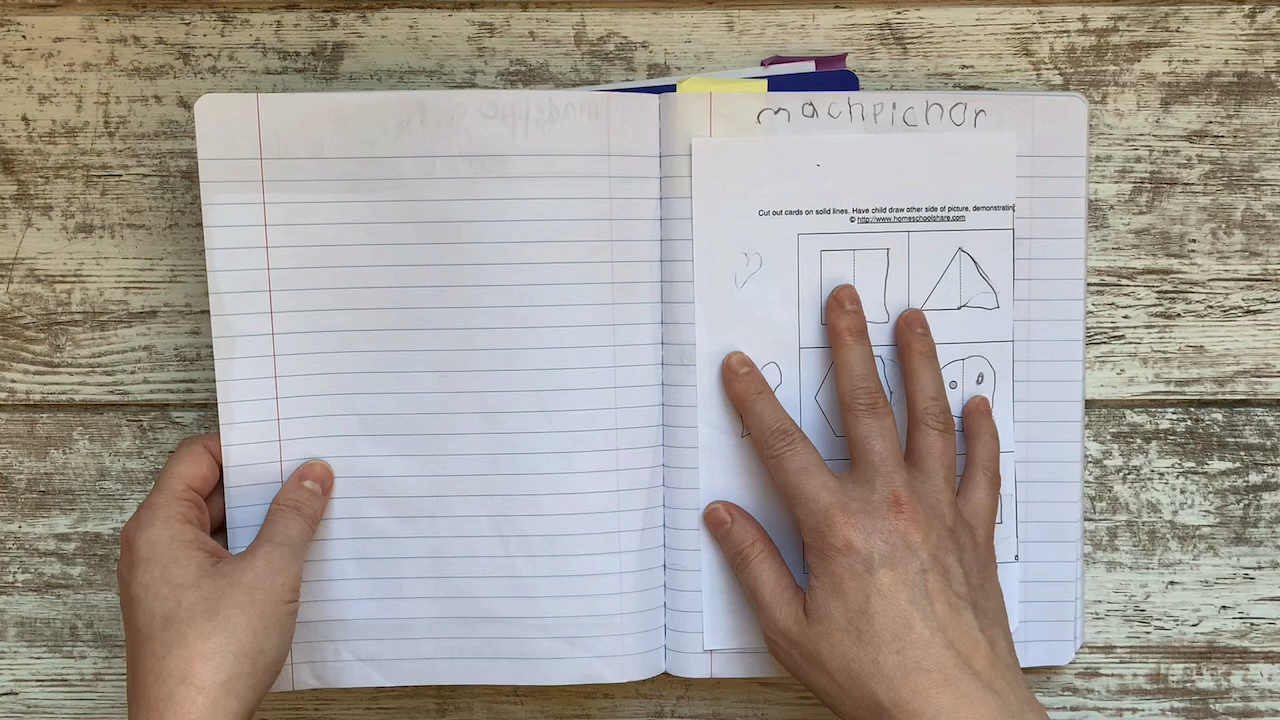 machpichor
Cut out cards on solid lines. Have child draw other side of picture, demonstrating
© http://www.homeschoolshare.com